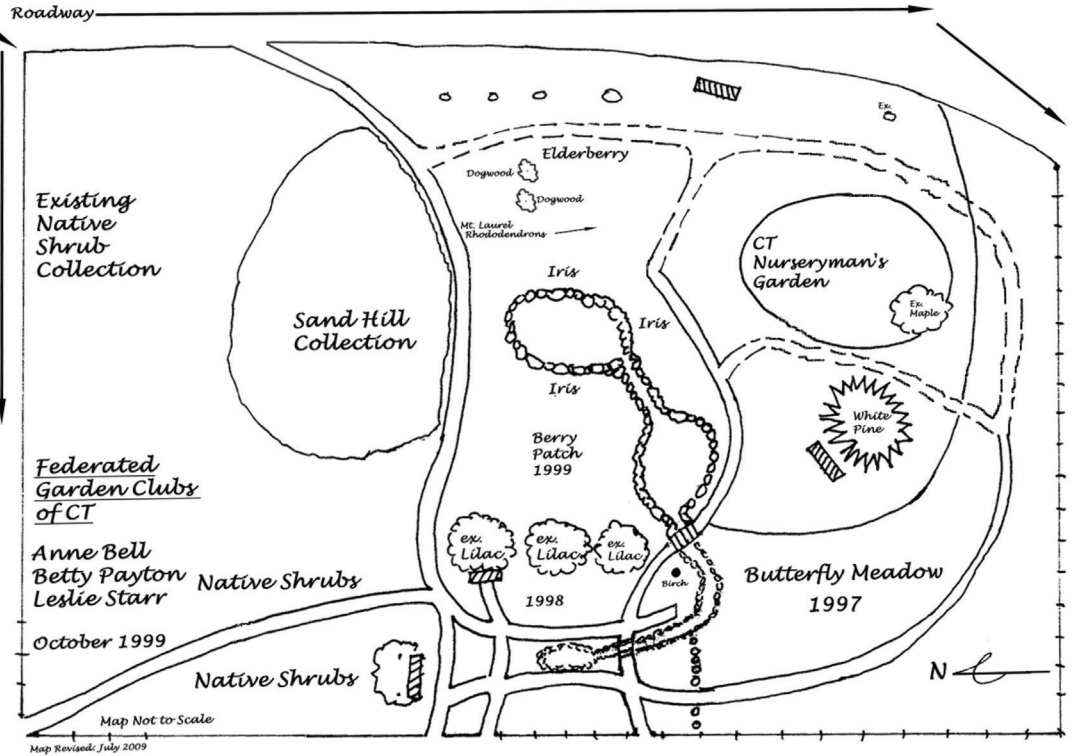 Roadway
Ex.
Elderberry
Dogwood
Dogwood
Mt. Laurel
Rhododendrons
Existing
Native
Shrub
Collection
CT
Nurseryman's
Garden
Ex.
Maple
Iris
Iris
Iris
Sand Hill
Collection
White
Pine
Berry
Patch
1999
Federated
Garden Clubs
of CT
ex.
Lilac
ex.
Lilac
ex.
Lilac
Anne Bell
Betty Payton
Leslie Starr
Native Shrubs
Birch
Butterfly Meadow
1997
1998
October 1999
Native Shrubs
N
Map Not to Scale
Map Revised: July 2009